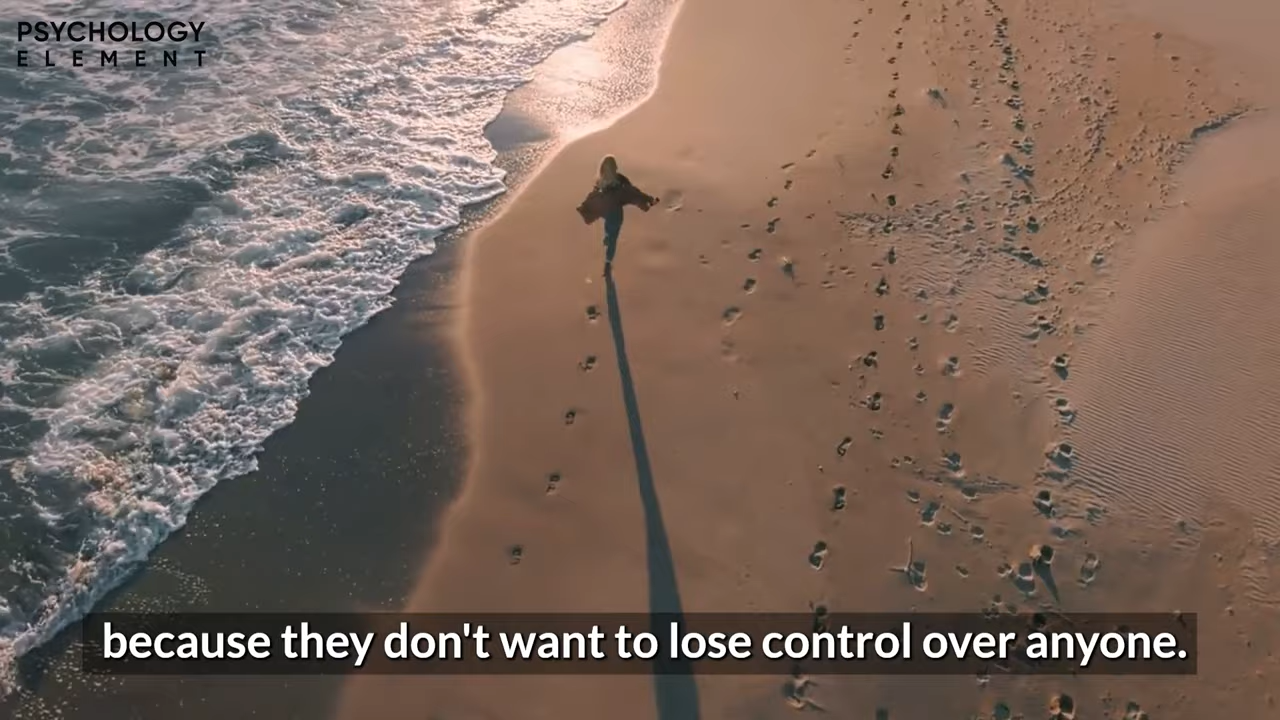 PSYCHOLOGY
ELEMENT
because they don't want to lose control over anyone.